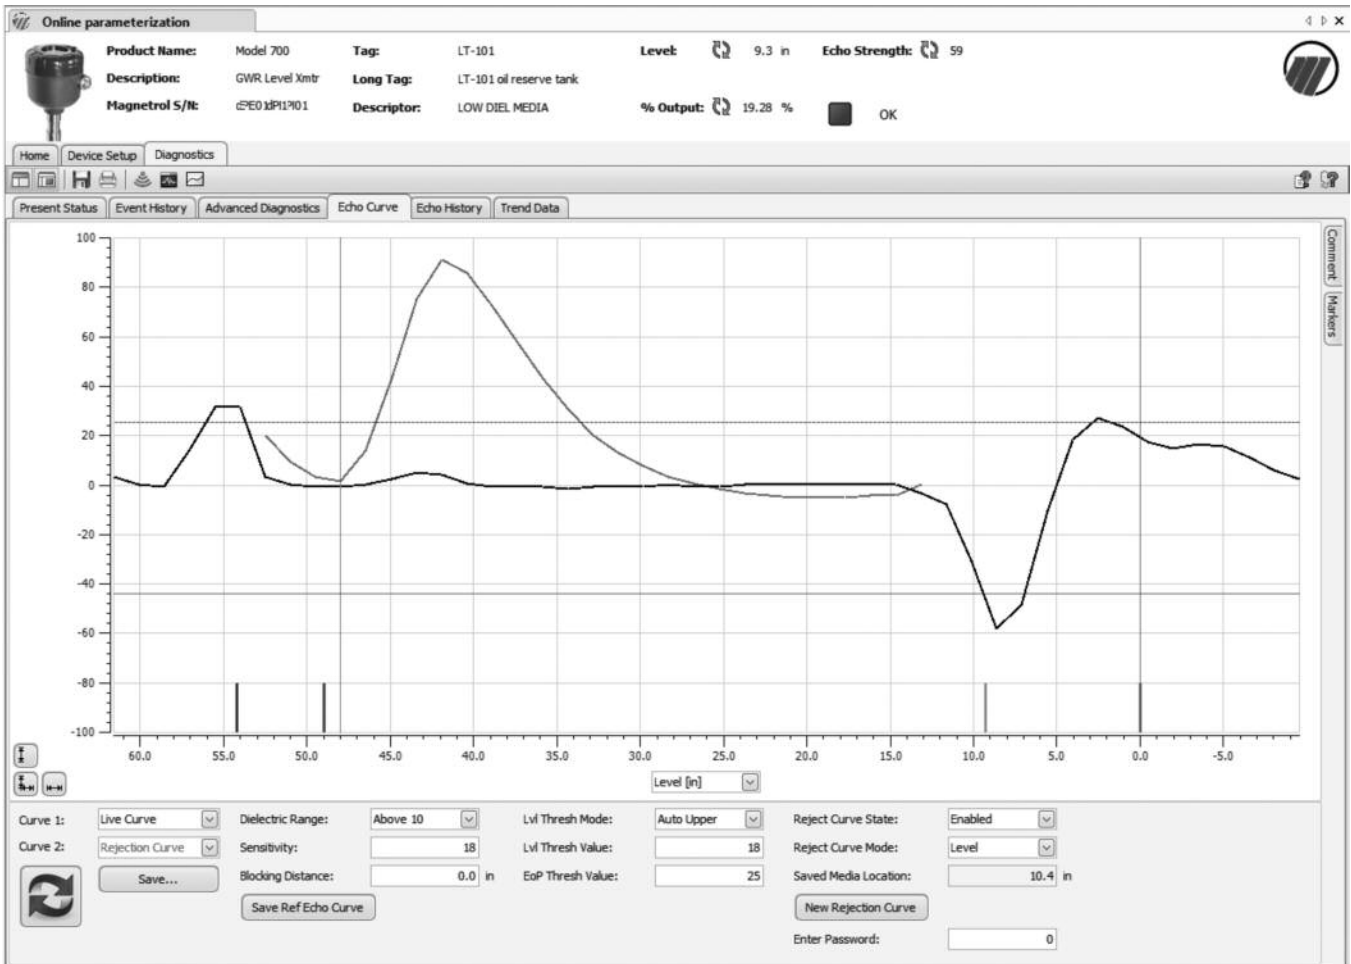 Online parameterization
Product Name: Model 700 Tag: LT-101 Level: 9.3 in Echo Strength: 59
Description: GWR Level Xmtr Long Tag: LT-101 oil reserve tank
Magnetrol S/N: Descriptor: LOW DIEL MEDIA % Output: 19.28 % OK
Home Device Setup Diagnostics
Present Status Event History Advanced Diagnostics Echo Curve Echo History Trend Data
Comment
Markers
100
80
60
40
20
0
-20
-40
-60
-80
-100
60.0 55.0 50.0 45.0 40.0 35.0 30.0 25.0 20.0 15.0 10.0 5.0 0.0 -5.0
Level [in]
Curve 1: Live Curve Dielectric Range: Above 10 Lvl Thresh Mode: Auto Upper Reject Curve State: Enabled
Curve 2: Rejection Curve Sensitivity: 18 Lvl Thresh Value: 18 Reject Curve Mode: Level
Save... Blocking Distance: 0.0 in EoP Thresh Value: 25 Saved Media Location: 10.4 in
Save Ref Echo Curve New Rejection Curve
Enter Password: 0